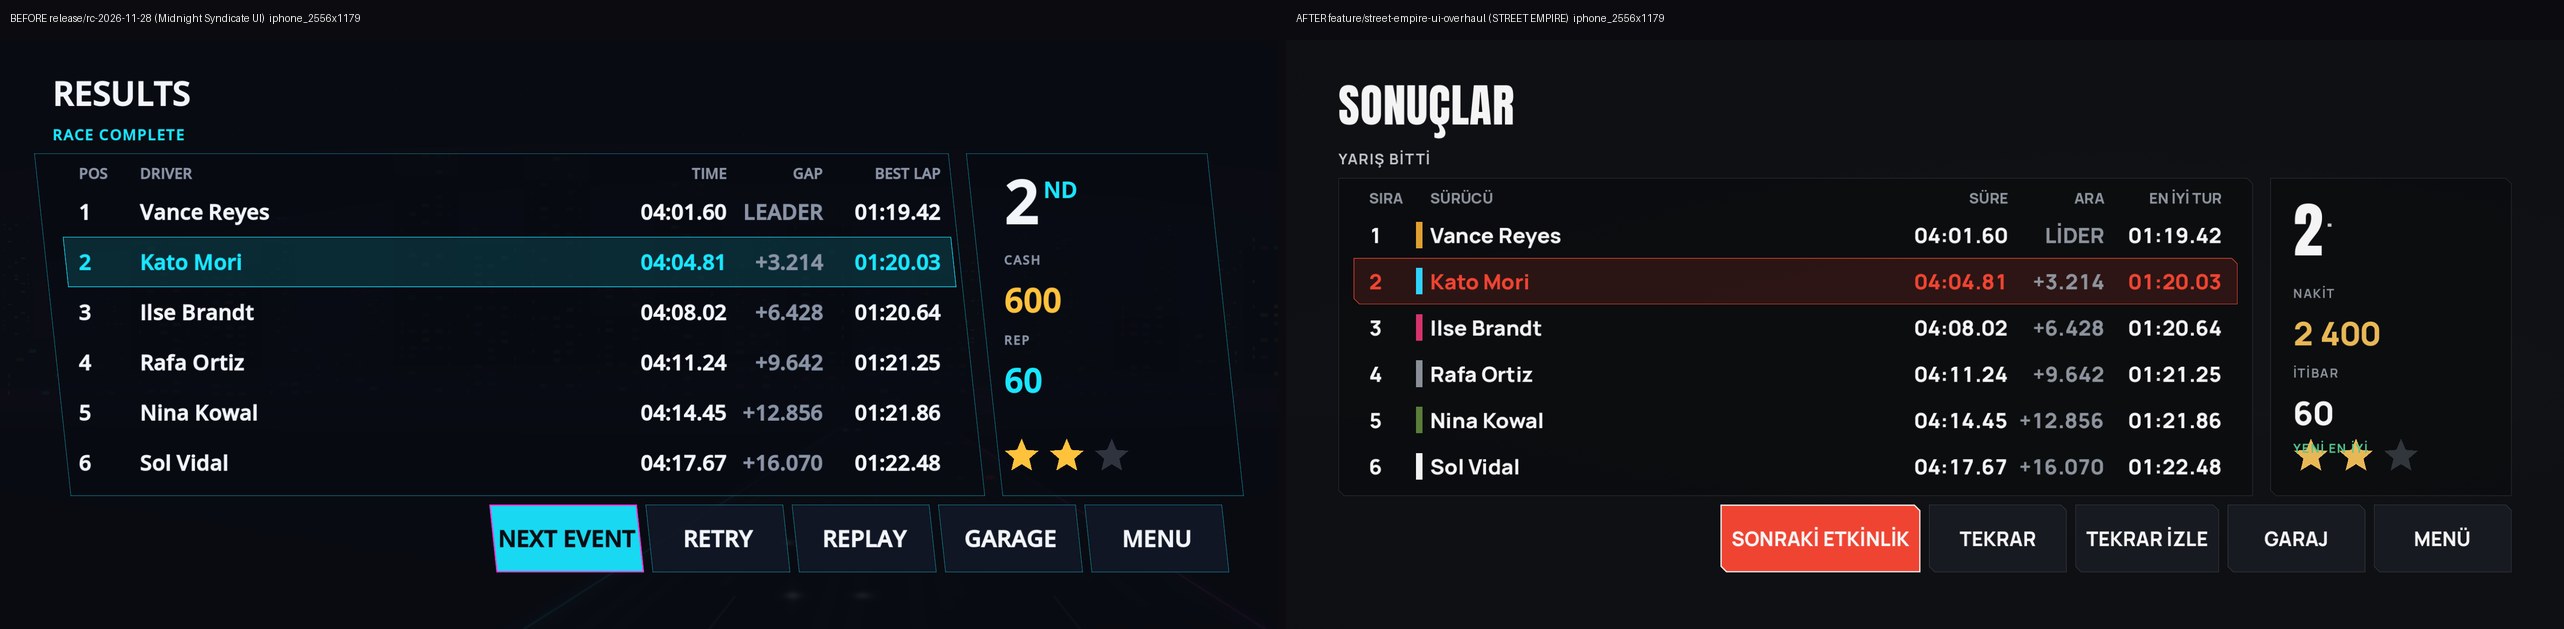 BEFORE release/rc-2026-11-28 (Midnight Syndicate UI) iphone_2556x1179
RESULTS
RACE COMPLETE
POS DRIVER TIME GAP BEST LAP
1 Vance Reyes 04:01.60 LEADER 01:19.42
2 Kato Mori 04:04.81 +3.214 01:20.03
3 Ilse Brandt 04:08.02 +6.428 01:20.64
4 Rafa Ortiz 04:11.24 +9.642 01:21.25
5 Nina Kowal 04:14.45 +12.856 01:21.86
6 Sol Vidal 04:17.67 +16.070 01:22.48
2ND
CASH
600
REP
60
NEXT EVENT RETRY REPLAY GARAGE MENU
AFTER feature/street-empire-ui-overhaul (STREET EMPIRE) iphone_2556x1179
SONUÇLAR
YARIŞ BİTTİ
SIRA SÜRÜCÜ SÜRE ARA EN İYİ TUR
1 Vance Reyes 04:01.60 LİDER 01:19.42
2 Kato Mori 04:04.81 +3.214 01:20.03
3 Ilse Brandt 04:08.02 +6.428 01:20.64
4 Rafa Ortiz 04:11.24 +9.642 01:21.25
5 Nina Kowal 04:14.45 +12.856 01:21.86
6 Sol Vidal 04:17.67 +16.070 01:22.48
2.
NAKİT
2 400
İTİBAR
60
YENİ EN İYİ
SONRAKİ ETKİNLİK TEKRAR TEKRAR İZLE GARAJ MENÜ